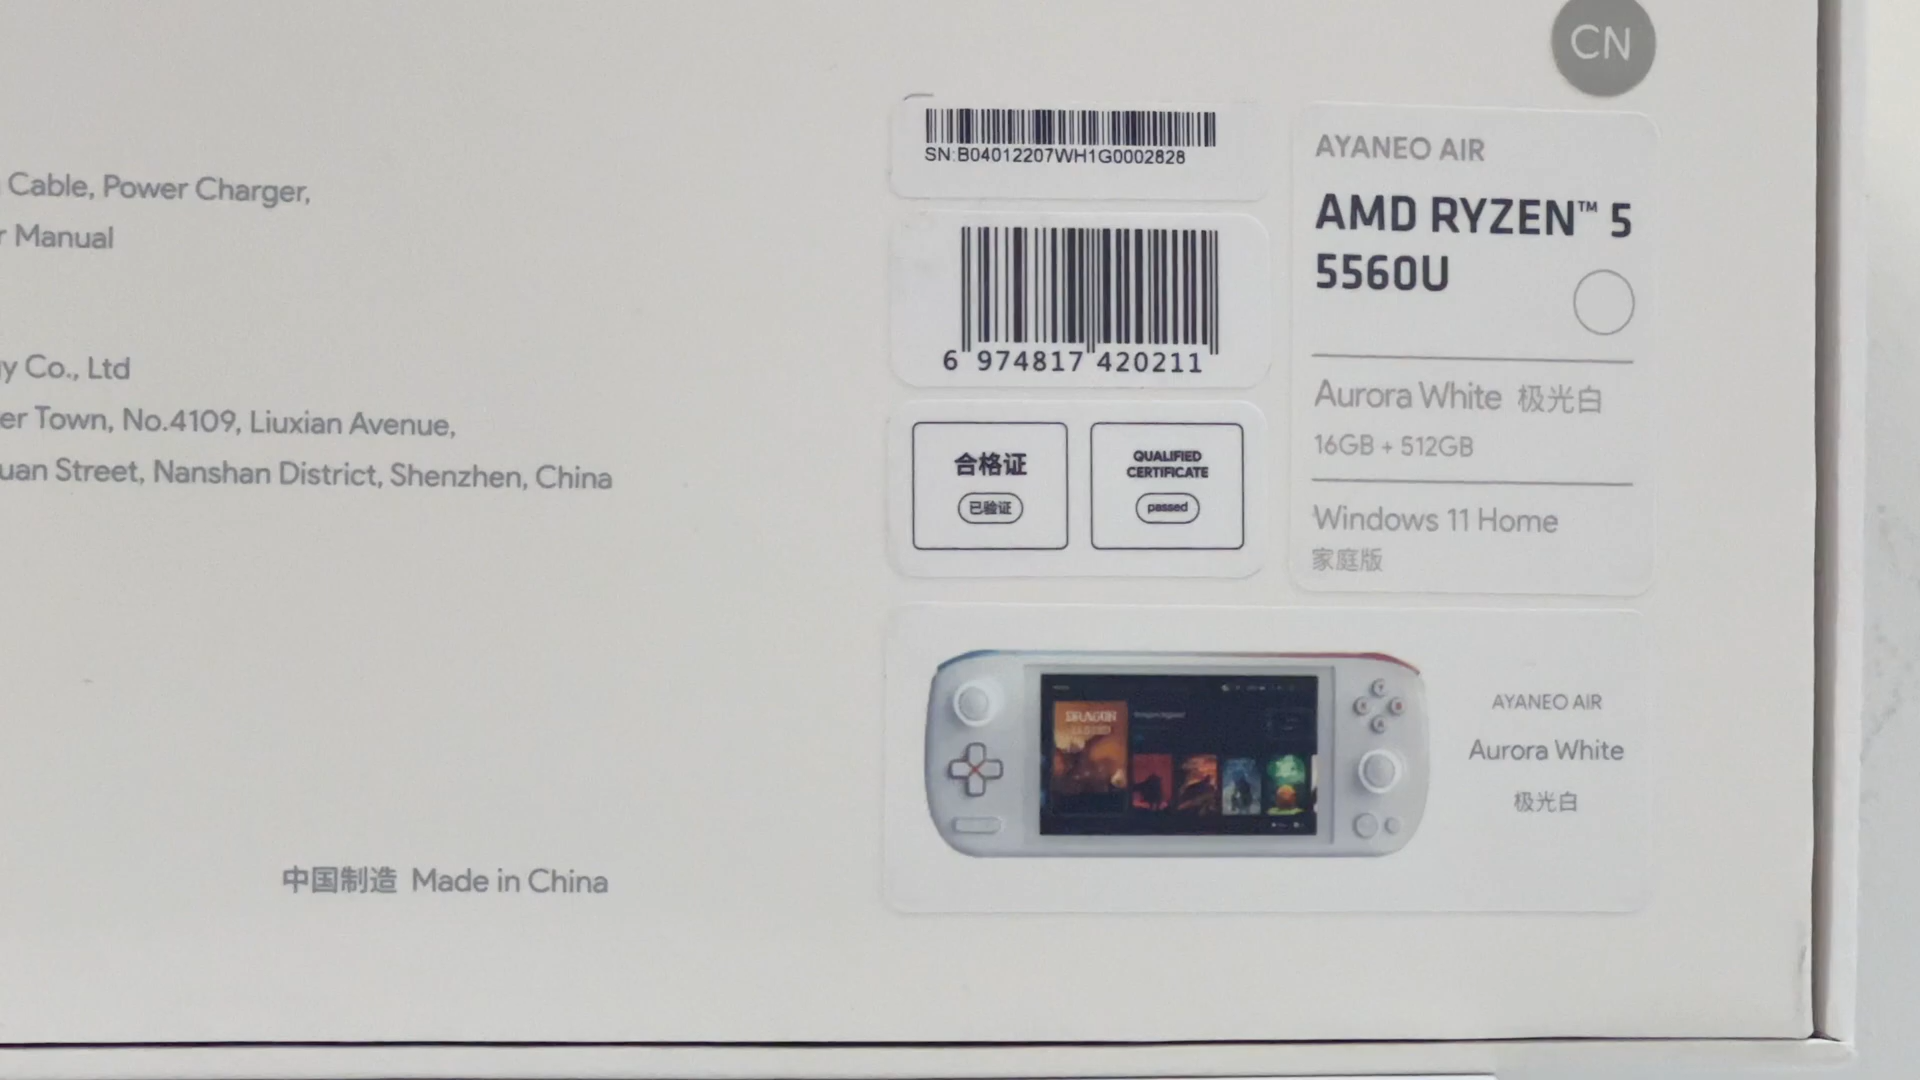 CN
Cable, Power Charger,
Manual
Co., Ltd
Town, No.4109, Liuxian Avenue,
Street, Nanshan District, Shenzhen, China
中国制造 Made in China
SN:B04012207WH1G0002828
6 974817 420211
合格证
已验证
QUALIFIED
CERTIFICATE
passed
AYANEO AIR
AMD RYZEN™ 5
5560U
Aurora White 极光白
16GB + 512GB
Windows 11 Home
家庭版
DRAGON
AYANEO AIR
Aurora White
极光白